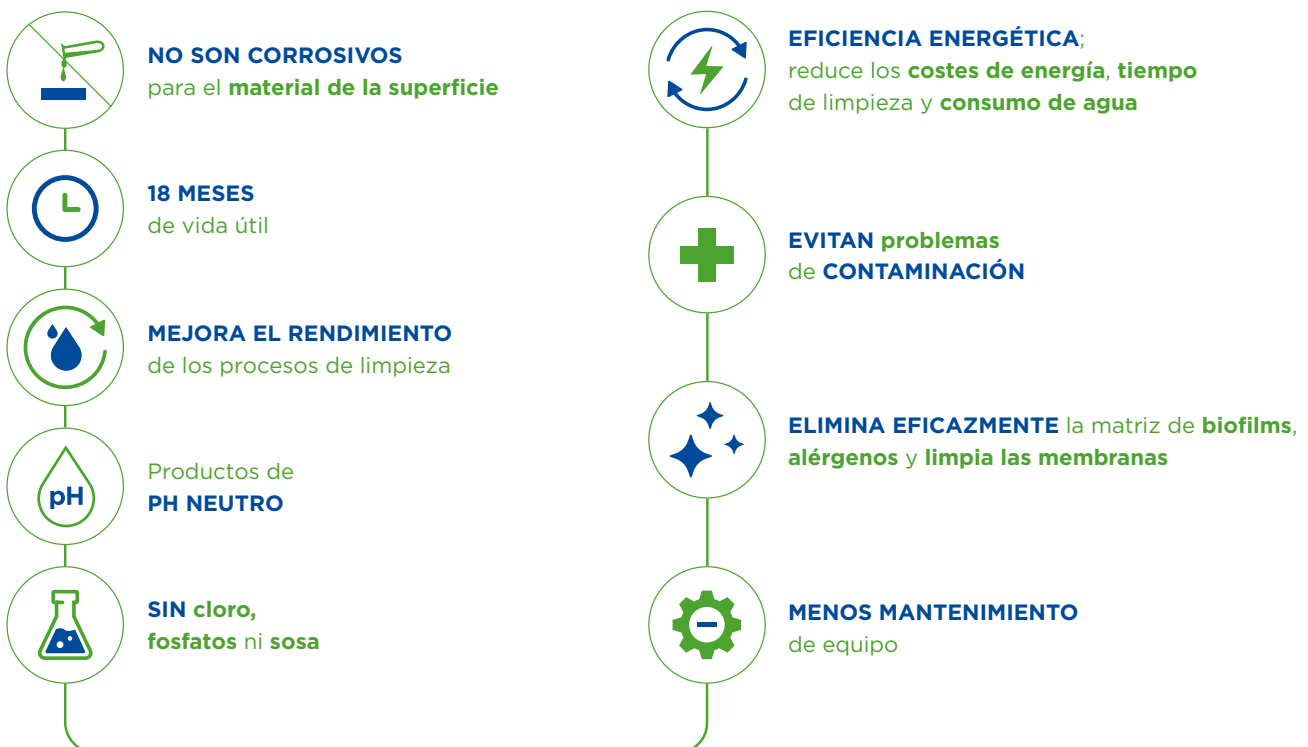 NO SON CORROSIVOS
para el material de la superficie
18 MESES
de vida útil
MEJORA EL RENDIMIENTO
de los procesos de limpieza
pH
Productos de
PH NEUTRO
SIN cloro,
fosfatos ni sosa
EFICIENCIA ENERGÉTICA;
reduce los costes de energía, tiempo
de limpieza y consumo de agua
EVITAN problemas
de CONTAMINACIÓN
ELIMINA EFICAZMENTE la matriz de biofilms,
alérgenos y limpia las membranas
MENOS MANTENIMIENTO
de equipo